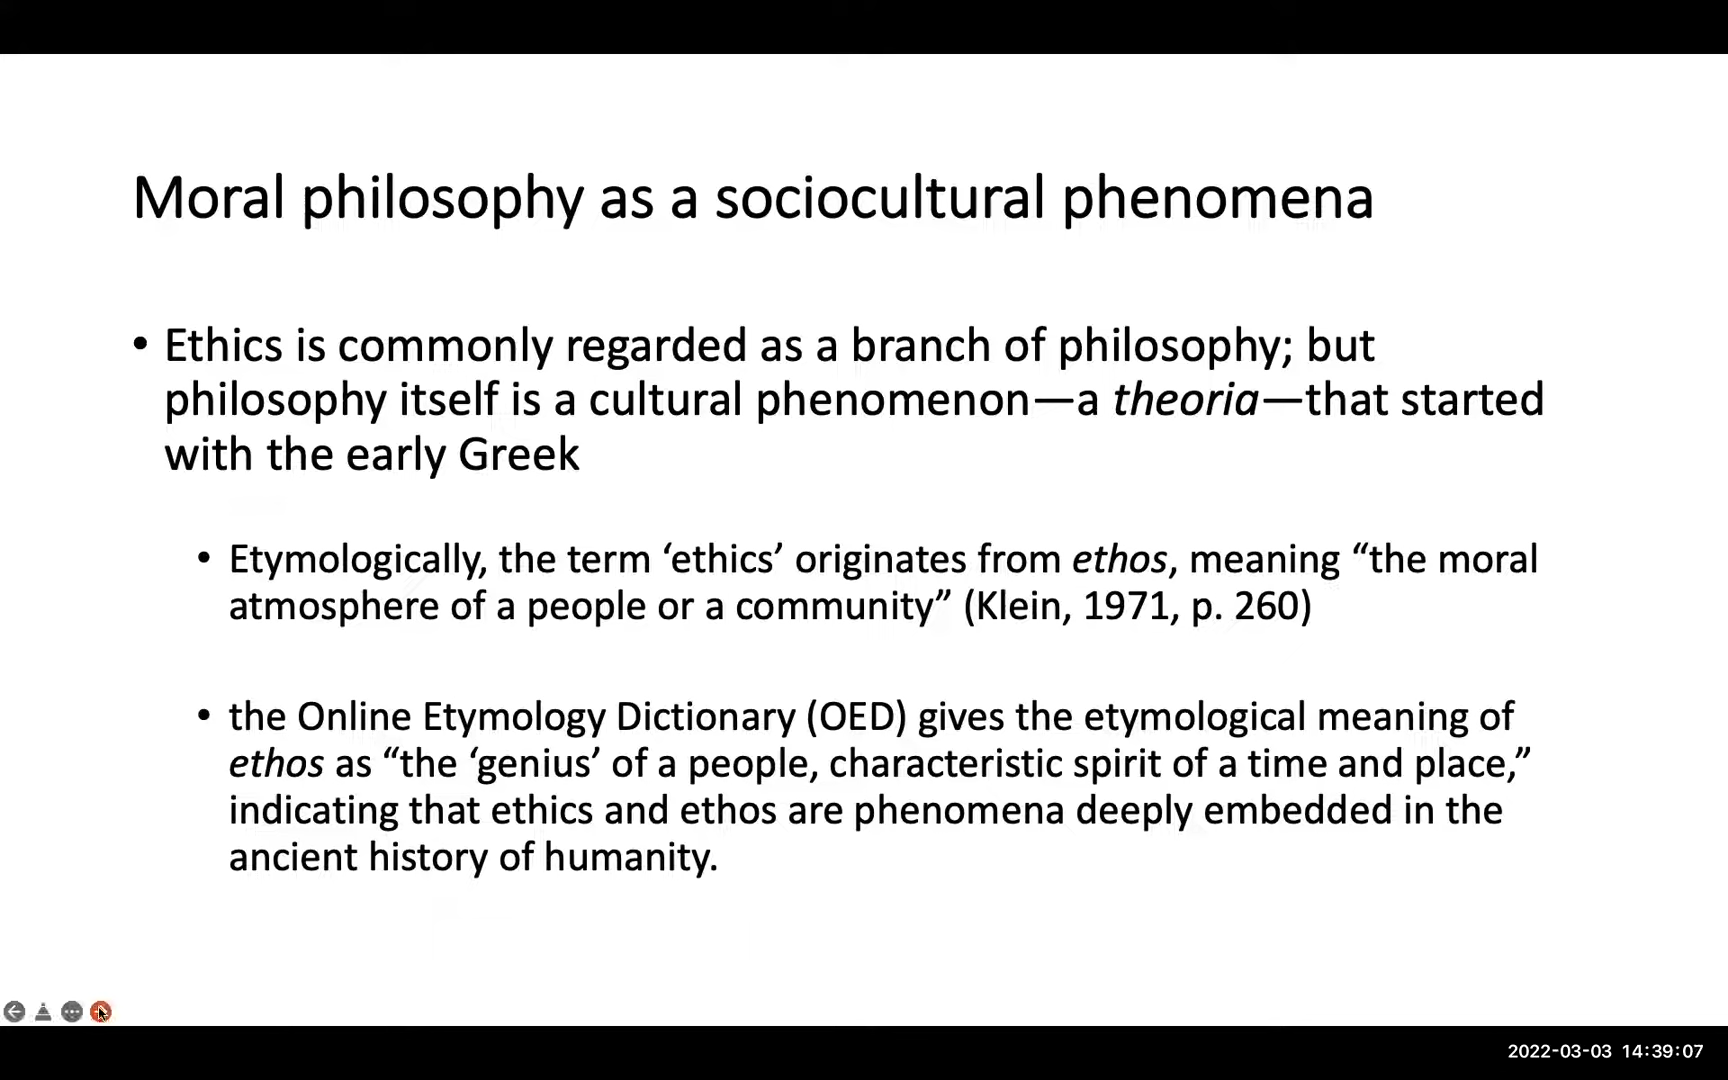 Moral philosophy as a sociocultural phenomena
• Ethics is commonly regarded as a branch of philosophy; but
philosophy itself is a cultural phenomenon—a theoria—that started
with the early Greek
• Etymologically, the term ‘ethics’ originates from ethos, meaning “the moral
atmosphere of a people or a community” (Klein, 1971, p. 260)
• the Online Etymology Dictionary (OED) gives the etymological meaning of
ethos as “the ‘genius’ of a people, characteristic spirit of a time and place,”
indicating that ethics and ethos are phenomena deeply embedded in the
ancient history of humanity.
2022-03-03 14:39:07